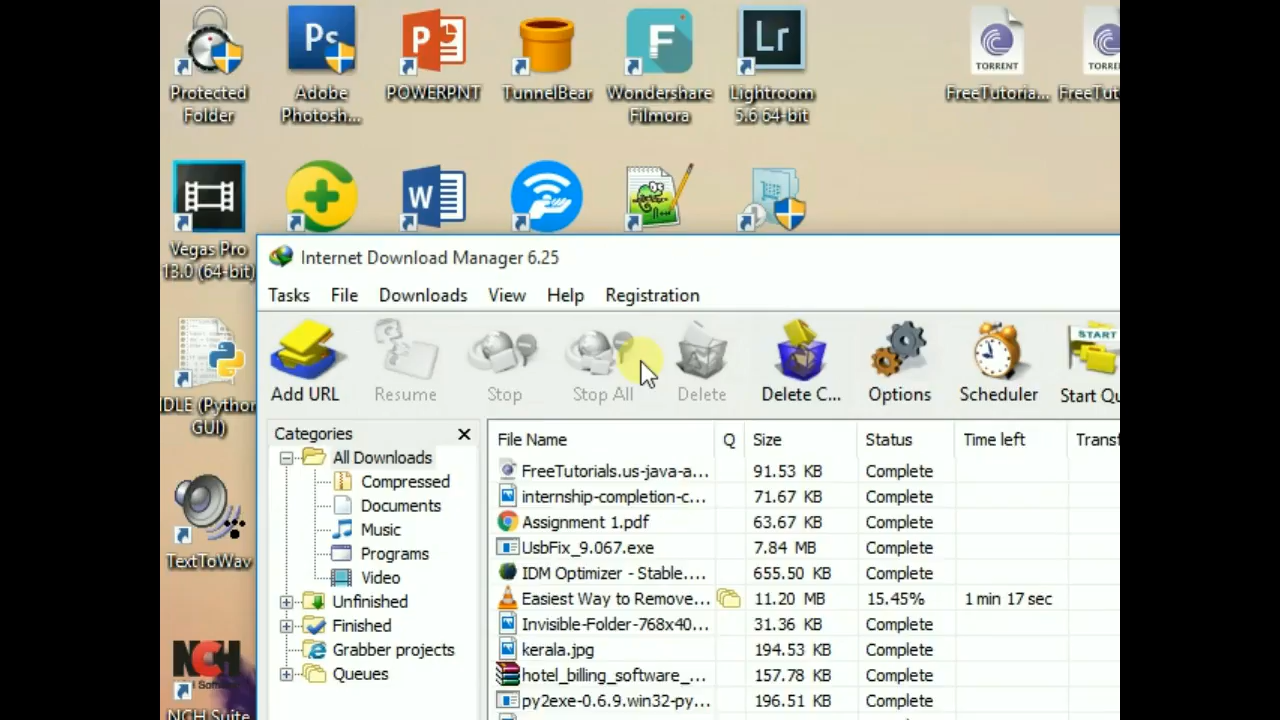 Ps
P
F
Lr
TORRENT
TORRE
Protected
Folder
Adobe
Photosh...
POWERPNT
TunnelBear
Wondershare
Filmora
Lightroom
5.6 64-bit
FreeTutoria...
FreeTut
W
Vegas Pro
13.0 (64-bit)
Internet Download Manager 6.25
Tasks File Downloads View Help Registration
START
Add URL Resume Stop Stop All Delete Delete C... Options Scheduler Start Qu
IDLE (Python
GUI)
Categories
File Name Q Size Status Time left Transf
All Downloads
FreeTutorials.us-java-a... 91.53 KB Complete
Compressed
internship-completion-c... 71.67 KB Complete
Documents
Assignment 1.pdf 63.67 KB Complete
Music
UsbFix_9.067.exe 7.84 MB Complete
Programs
IDM Optimizer - Stable.... 655.50 KB Complete
Video
Easiest Way to Remove... 11.20 MB 15.45% 1 min 17 sec
Unfinished
Invisible-Folder-768x40... 31.36 KB Complete
Finished
kerala.jpg 194.53 KB Complete
Grabber projects
hotel_billing_software_... 157.78 KB Complete
Queues
py2exe-0.6.9.win32-py... 196.51 KB Complete
TextToWav
NCH
NCH Suite